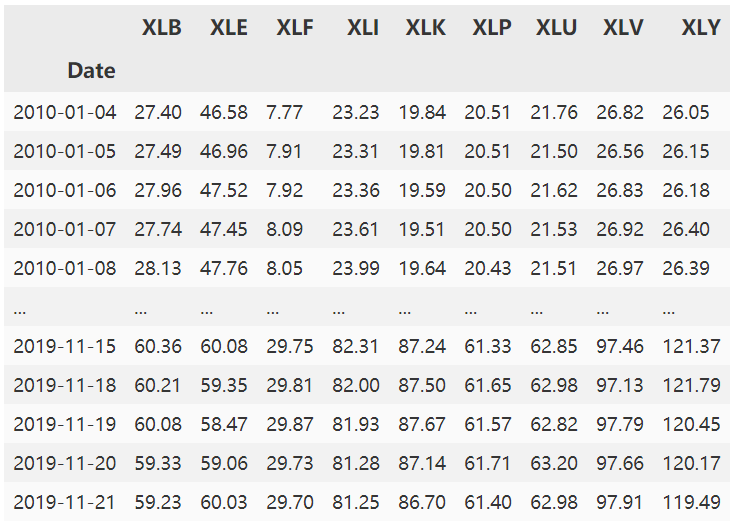 XLB XLE XLF XLI XLK XLP XLU XLV XLY
Date
2010-01-04 27.40 46.58 7.77 23.23 19.84 20.51 21.76 26.82 26.05
2010-01-05 27.49 46.96 7.91 23.31 19.81 20.51 21.50 26.56 26.15
2010-01-06 27.96 47.52 7.92 23.36 19.59 20.50 21.62 26.83 26.18
2010-01-07 27.74 47.45 8.09 23.61 19.51 20.50 21.53 26.92 26.40
2010-01-08 28.13 47.76 8.05 23.99 19.64 20.43 21.51 26.97 26.39
... ... ... ... ... ... ... ... ... ...
2019-11-15 60.36 60.08 29.75 82.31 87.24 61.33 62.85 97.46 121.37
2019-11-18 60.21 59.35 29.81 82.00 87.50 61.65 62.98 97.13 121.79
2019-11-19 60.08 58.47 29.87 81.93 87.67 61.57 62.82 97.79 120.45
2019-11-20 59.33 59.06 29.73 81.28 87.14 61.71 63.20 97.66 120.17
2019-11-21 59.23 60.03 29.70 81.25 86.70 61.40 62.98 97.91 119.49